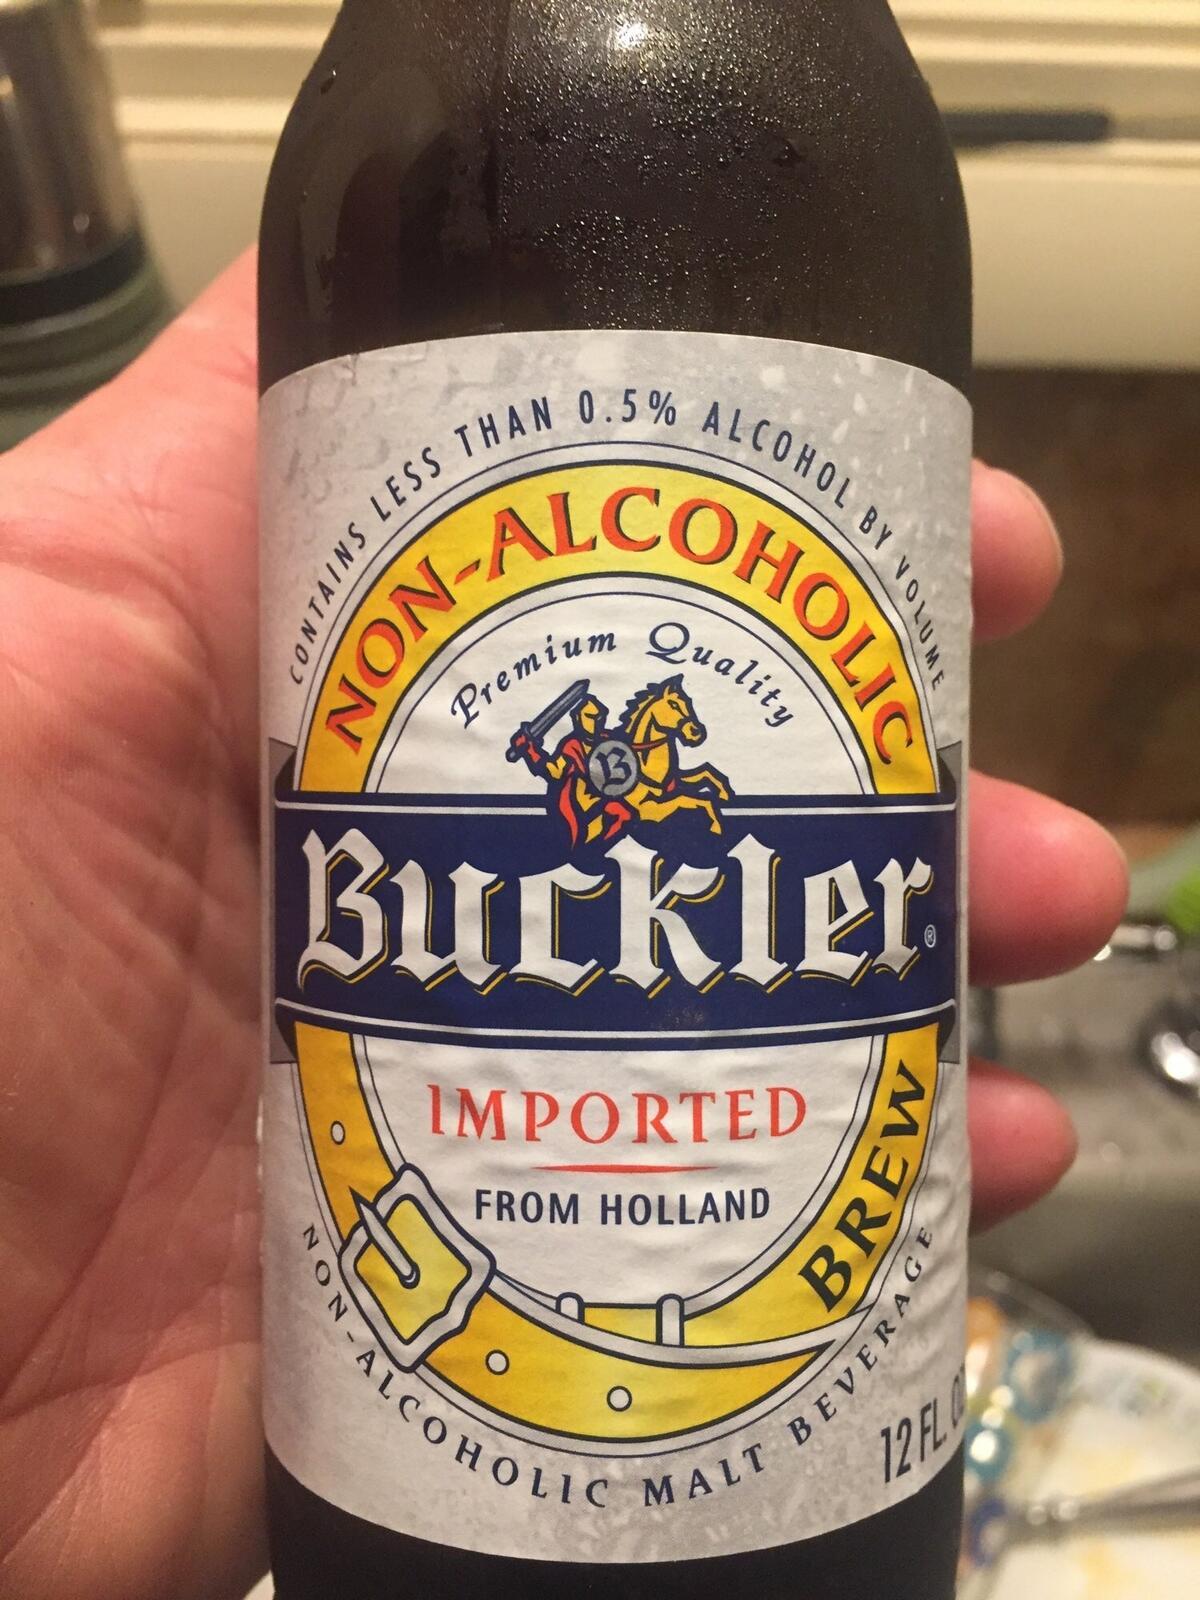 CONTAINS LESS THAN 0.5% ALCOHOL BY VOLUME
NON-ALCOHOLIC
Premium Quality
B
Buckler®
IMPORTED
FROM HOLLAND
BREW
NON-ALCOHOLIC MALT BEVERAGE
12 FL. OZ